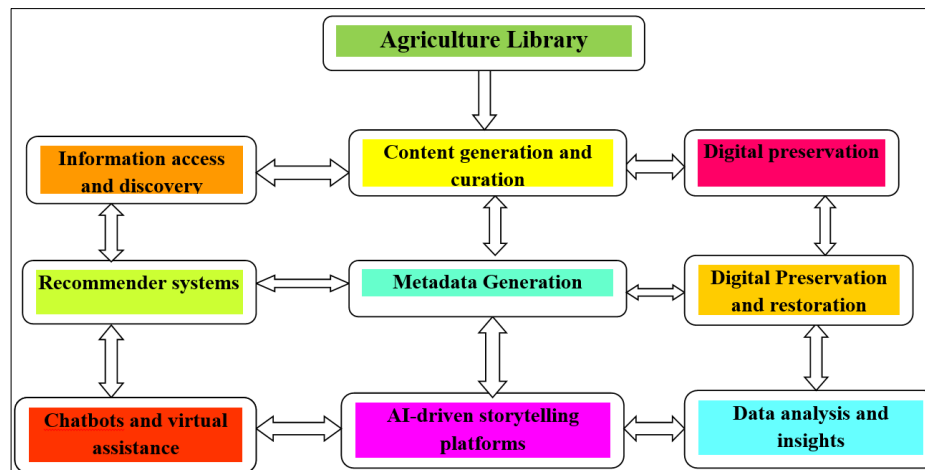 Agriculture Library
Information access
and discovery
Content generation and
curation
Digital preservation
Recommender systems
Metadata Generation
Digital Preservation
and restoration
Chatbots and virtual
assistance
AI-driven storytelling
platforms
Data analysis and
insights